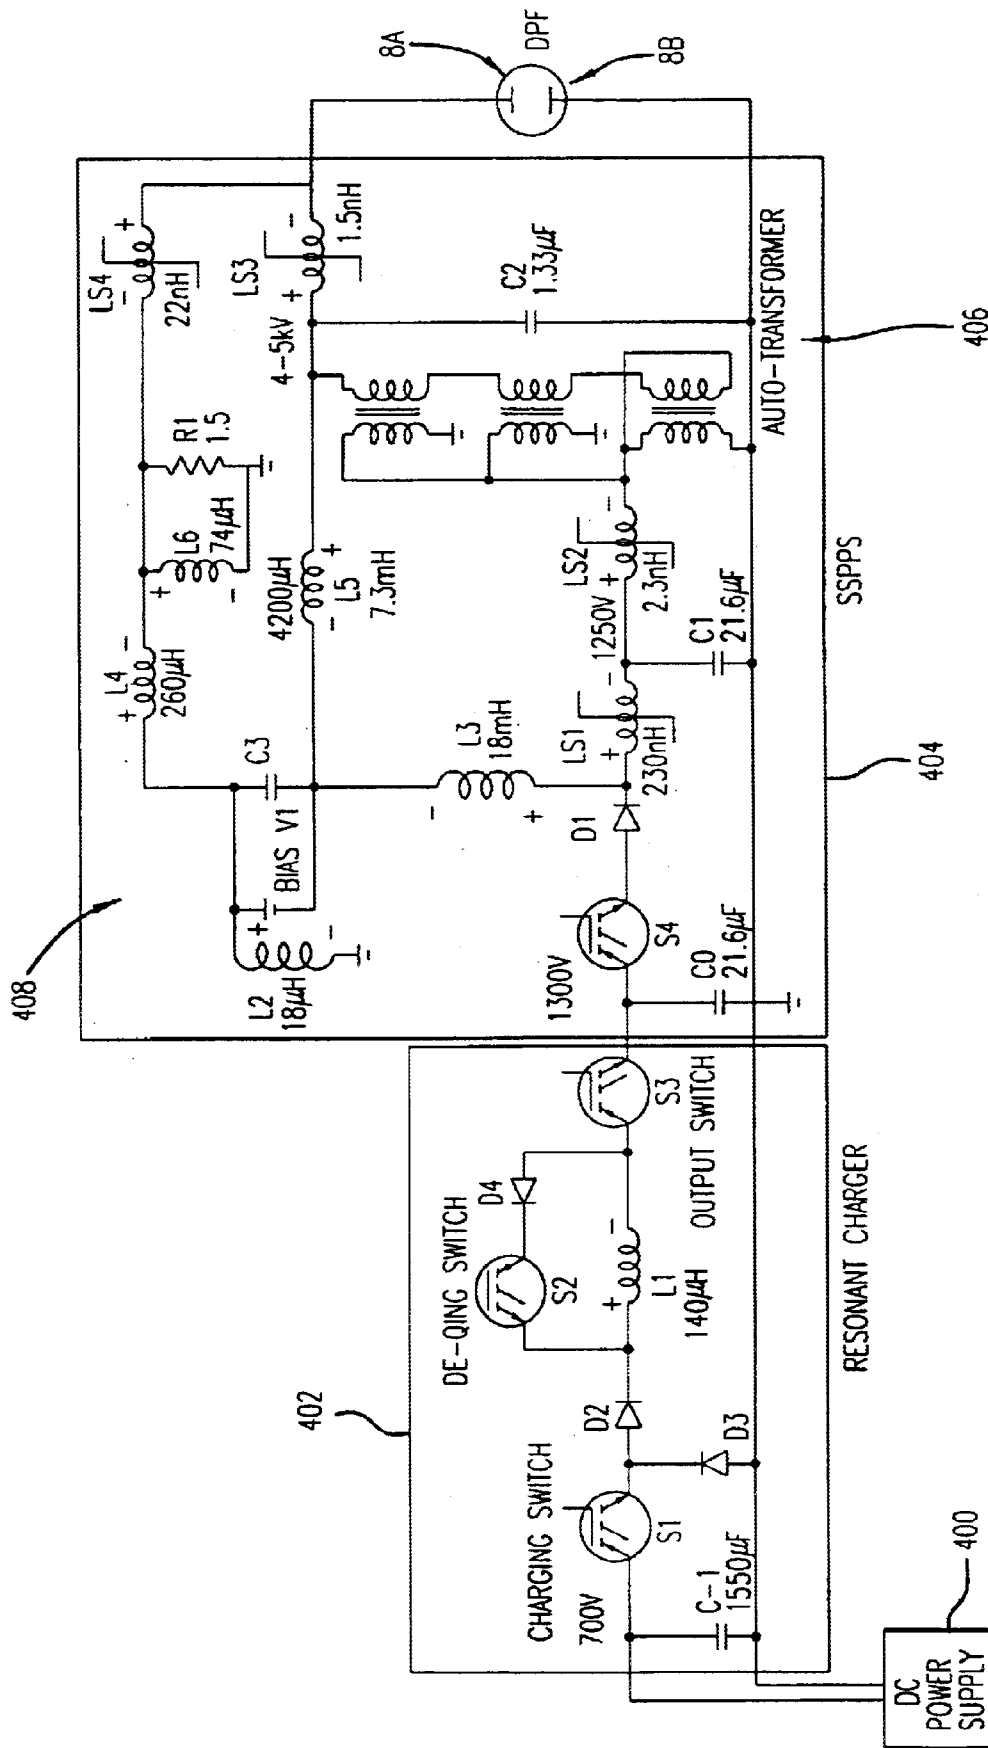 408
L2
18µH
+
-
+
BIAS V1
C3
+
L4
-
260µH
+
L6
-
74µH
R1
1.5
LS4
-
+
22nH
4200µH
-
L5
+
7.3mH
4-5kV
LS3
+
-
1.5nH
8A
DPF
8B
C2
1.33µF
-
L3
18mH
+
1300V
S4
C0
21.6µF
D1
LS1
+
-
230nH
1250V
LS2
+
-
2.3nH
C1
21.6µF
AUTO-TRANSFORMER
406
SSPPS
404
402
CHARGING SWITCH
700V
S1
C-1
1550µF
D2
D3
DE-QING SWITCH
S2
D4
+
L1
-
140µH
S3
OUTPUT SWITCH
RESONANT CHARGER
DC
POWER
SUPPLY
400